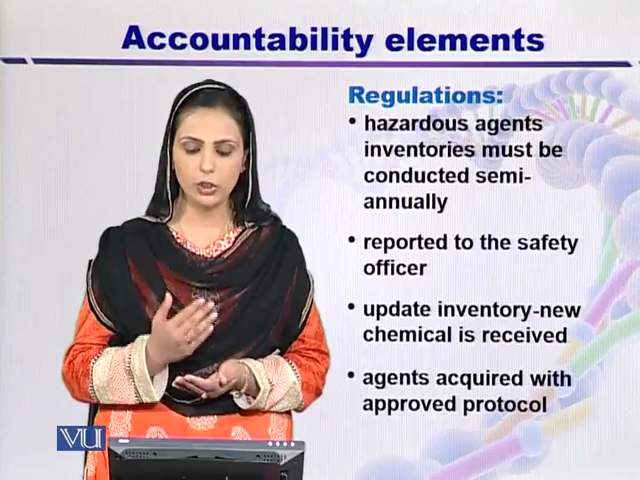 Accountability elements
Regulations:
• hazardous agents
inventories must be
conducted semi-
annually
• reported to the safety
officer
• update inventory-new
chemical is received
• agents acquired with
approved protocol
VU